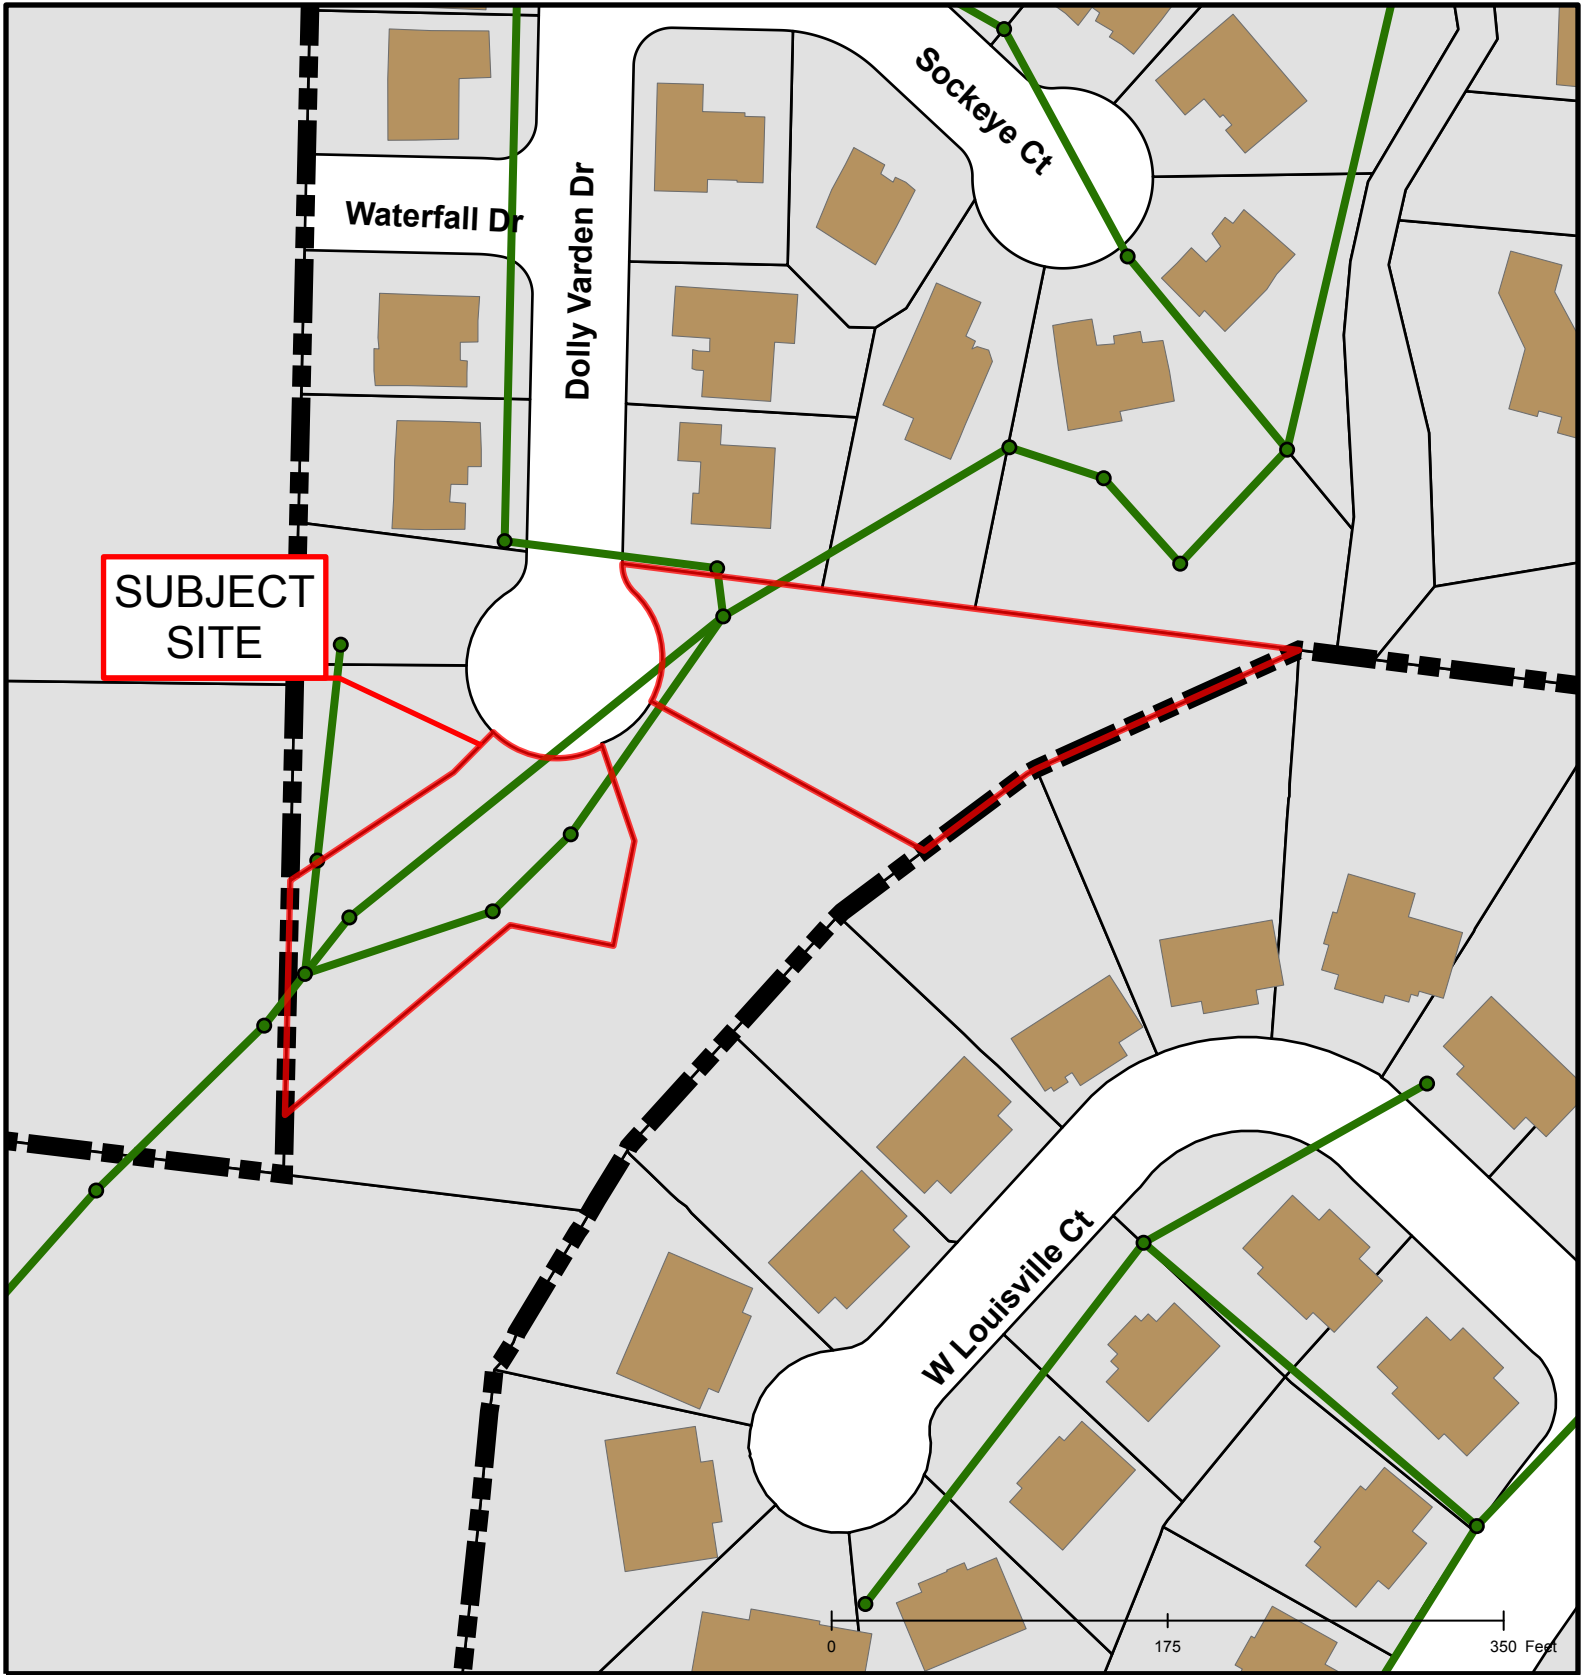 Sockeye Ct
Waterfall Dr
Dolly Varden Dr
SUBJECT
SITE
W Louisville Ct
0 175 350 Feet